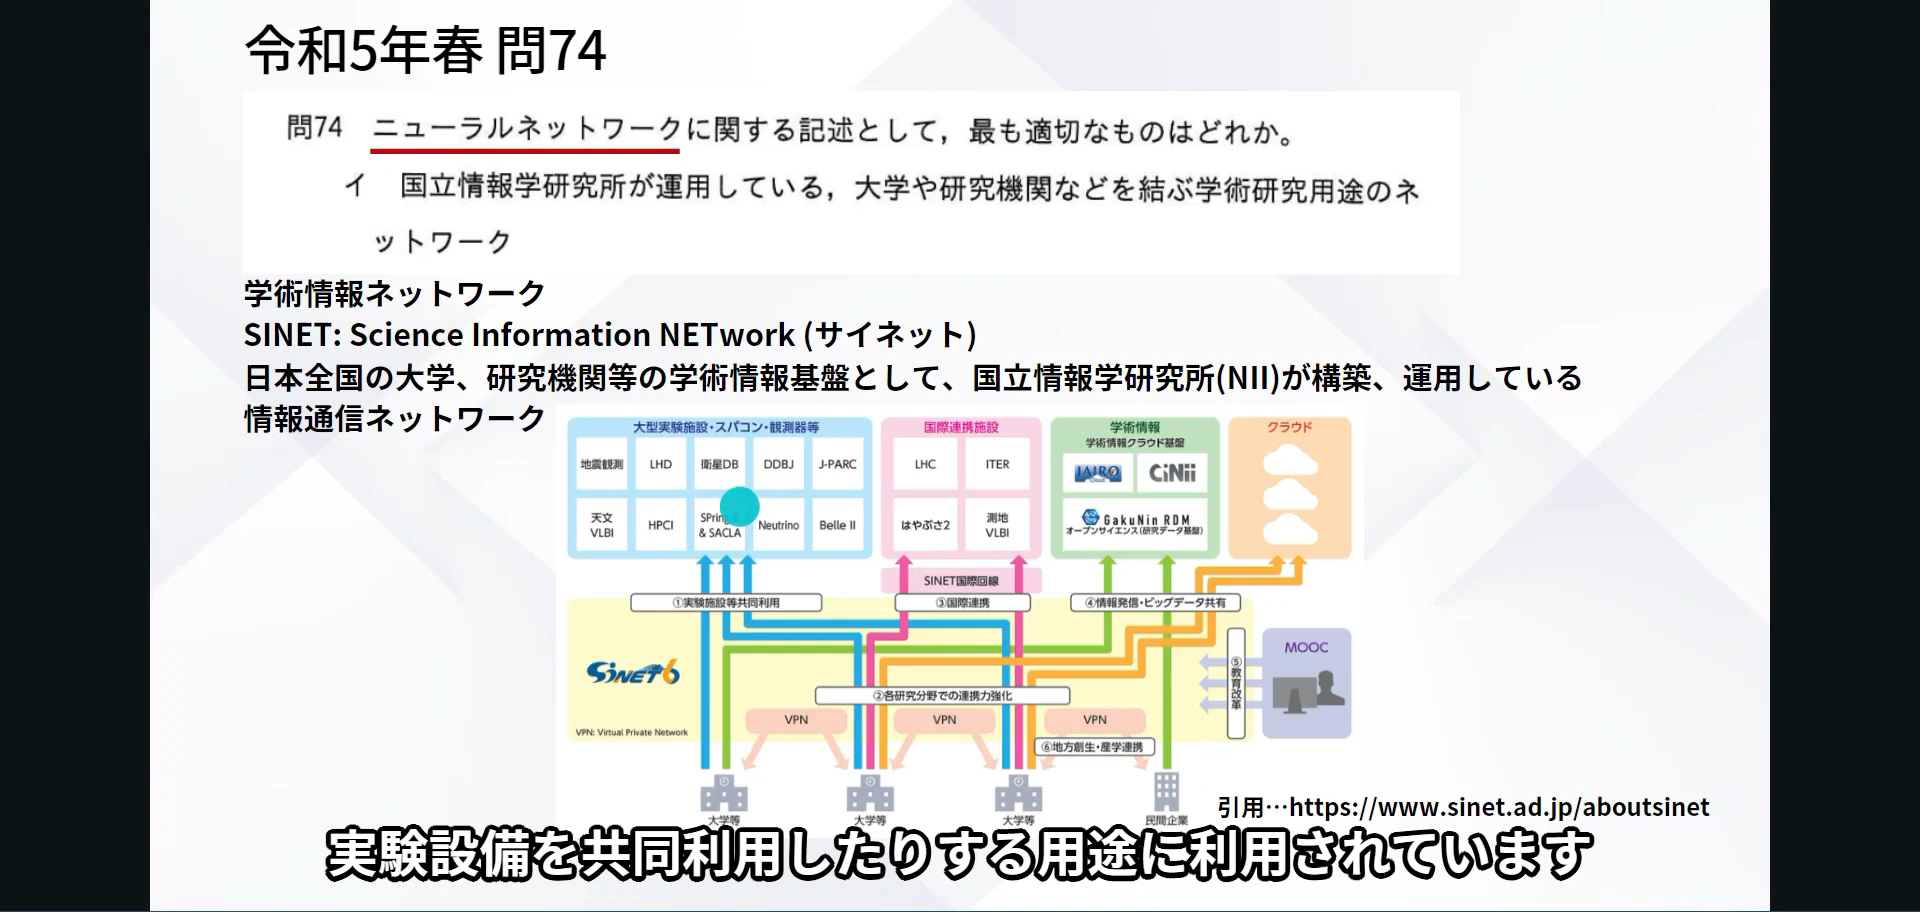 令和5年春 問74
問74 ニューラルネットワークに関する記述として，最も適切なものはどれか。
イ 国立情報学研究所が運用している，大学や研究機関などを結ぶ学術研究用途のネ
ットワーク
学術情報ネットワーク
SINET: Science Information NETwork (サイネット)
日本全国の大学、研究機関等の学術情報基盤として、国立情報学研究所(NII)が構築、運用している
情報通信ネットワーク
大型実験施設・スパコン・観測器等
地震観測 LHD 衛星DB DDBJ J-PARC
天文 VLBI HPCI & SACLA Neutrino Belle II
国際連携施設
LHC ITER
はやぶさ2 測地 VLBI
学術情報
学術情報クラウド基盤
JAIRO Cloud CiNii
GakuNin RDM
オープンサイエンス(研究データ基盤)
クラウド
SINET国際回線
①実験施設等共同利用 ③国際連携 ④情報発信・ビッグデータ共有
SINET6
⑤教育改革
MOOC
②各研究分野での連携力強化
VPN VPN VPN
VPN: Virtual Private Network
⑥地方創生・産学連携
大学等 大学等 大学等 民間企業
引用…https://www.sinet.ad.jp/aboutsinet
実験設備を共同利用したりする用途に利用されています